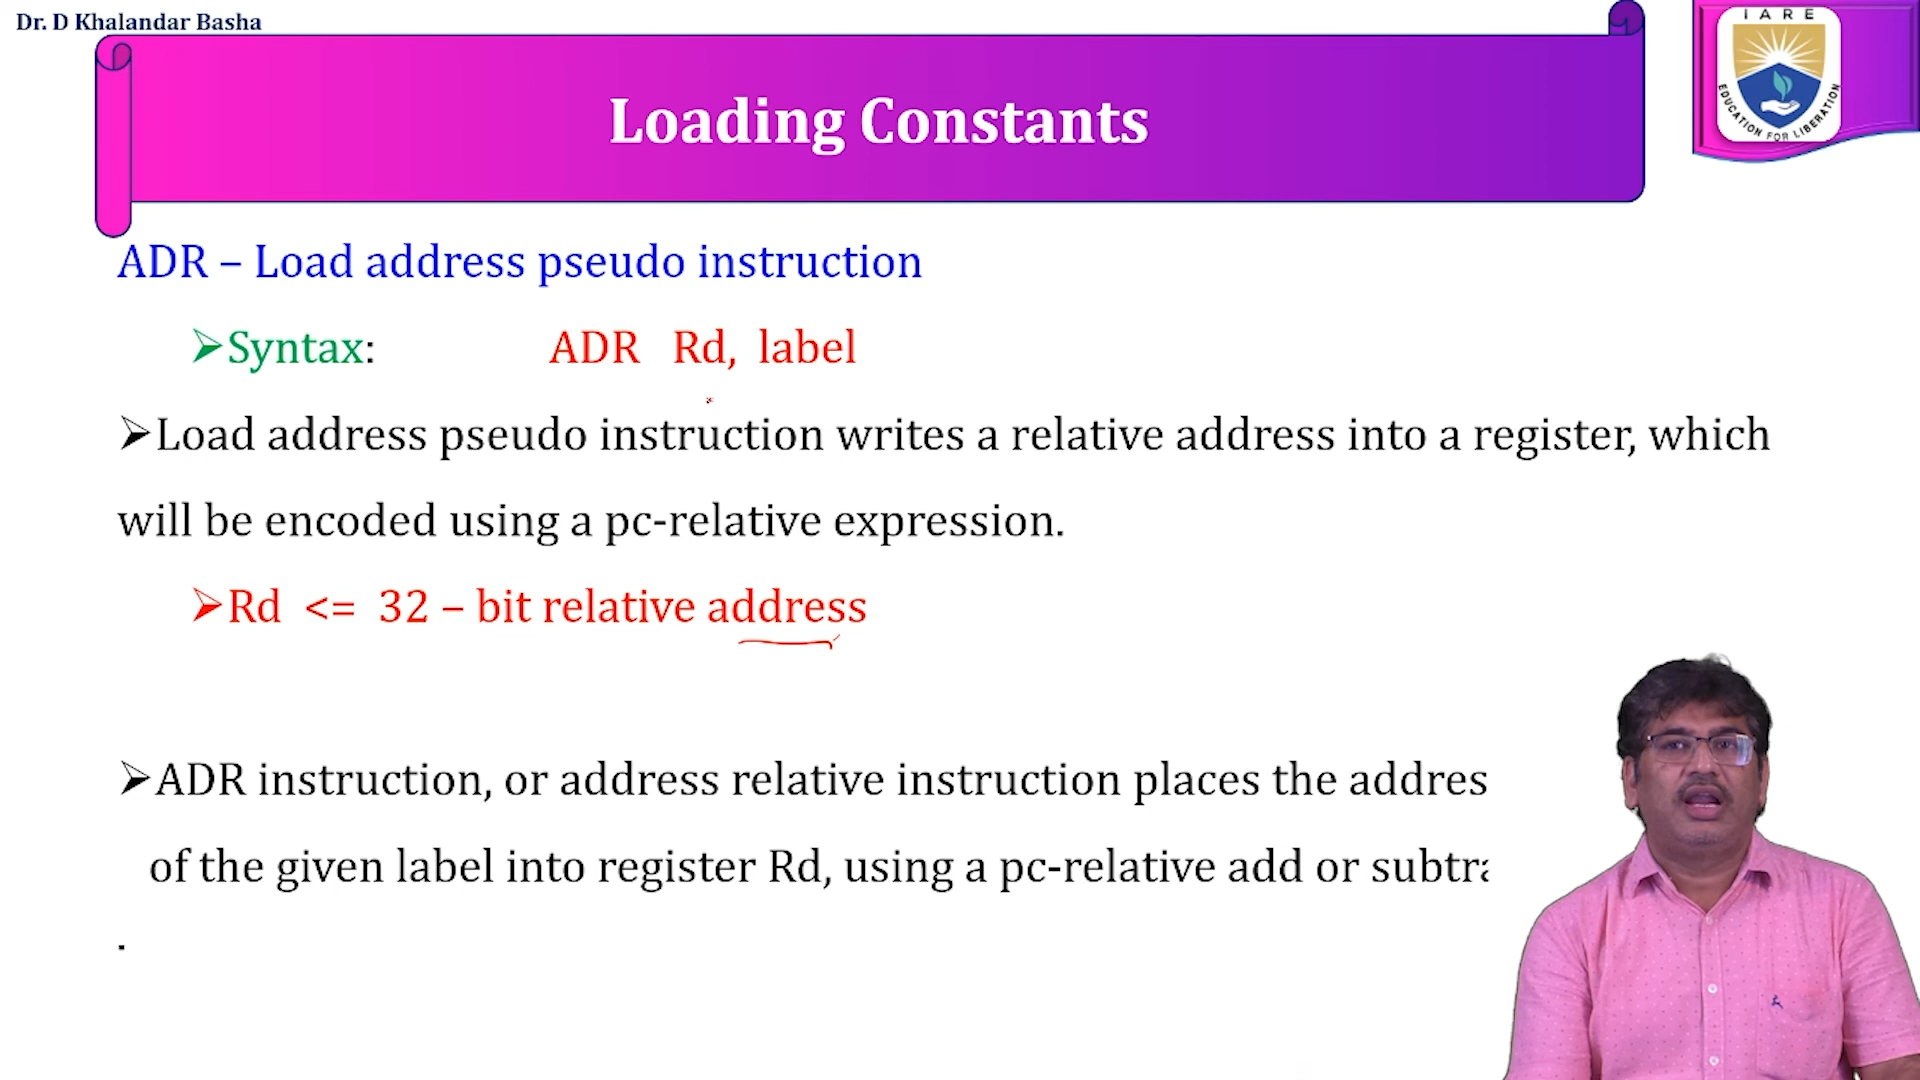 Dr. D Khalandar Basha
IARE
EDUCATION FOR LIBERATION
Loading Constants
ADR – Load address pseudo instruction
➢Syntax: ADR Rd, label
➢Load address pseudo instruction writes a relative address into a register, which
will be encoded using a pc-relative expression.
➢Rd <= 32 – bit relative address
➢ADR instruction, or address relative instruction places the addres
of the given label into register Rd, using a pc-relative add or subtra
.